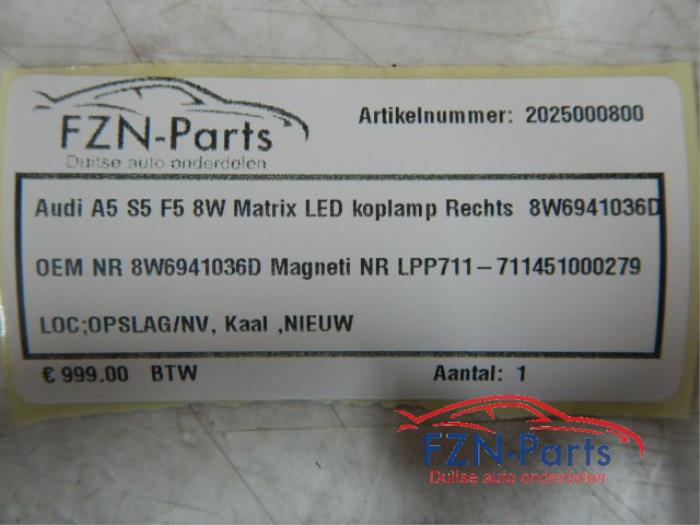 FZN-Parts
Duitse auto onderdelen
Artikelnummer: 2025000800
Audi A5 S5 F5 8W Matrix LED koplamp Rechts 8W6941036D
OEM NR 8W6941036D Magneti NR LPP711-711451000279
LOC;OPSLAG/NV, Kaal ,NIEUW
€ 999.00 BTW
Aantal: 1
FZN-Parts
Duitse auto onderdelen